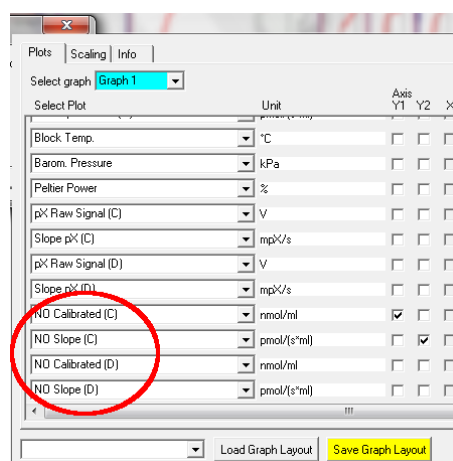 Plots Scaling Info
Select graph Graph 1
Axis
Select Plot Unit Y1 Y2 X
Block Temp. °C
Barom. Pressure kPa
Peltier Power %
pX Raw Signal (C) V
Slope pX (C) mpX/s
pX Raw Signal (D) V
Slope pX (D) mpX/s
NO Calibrated (C) nmol/ml
NO Slope (C) pmol/(s*ml)
NO Calibrated (D) nmol/ml
NO Slope (D) pmol/(s*ml)
Load Graph Layout Save Graph Layout